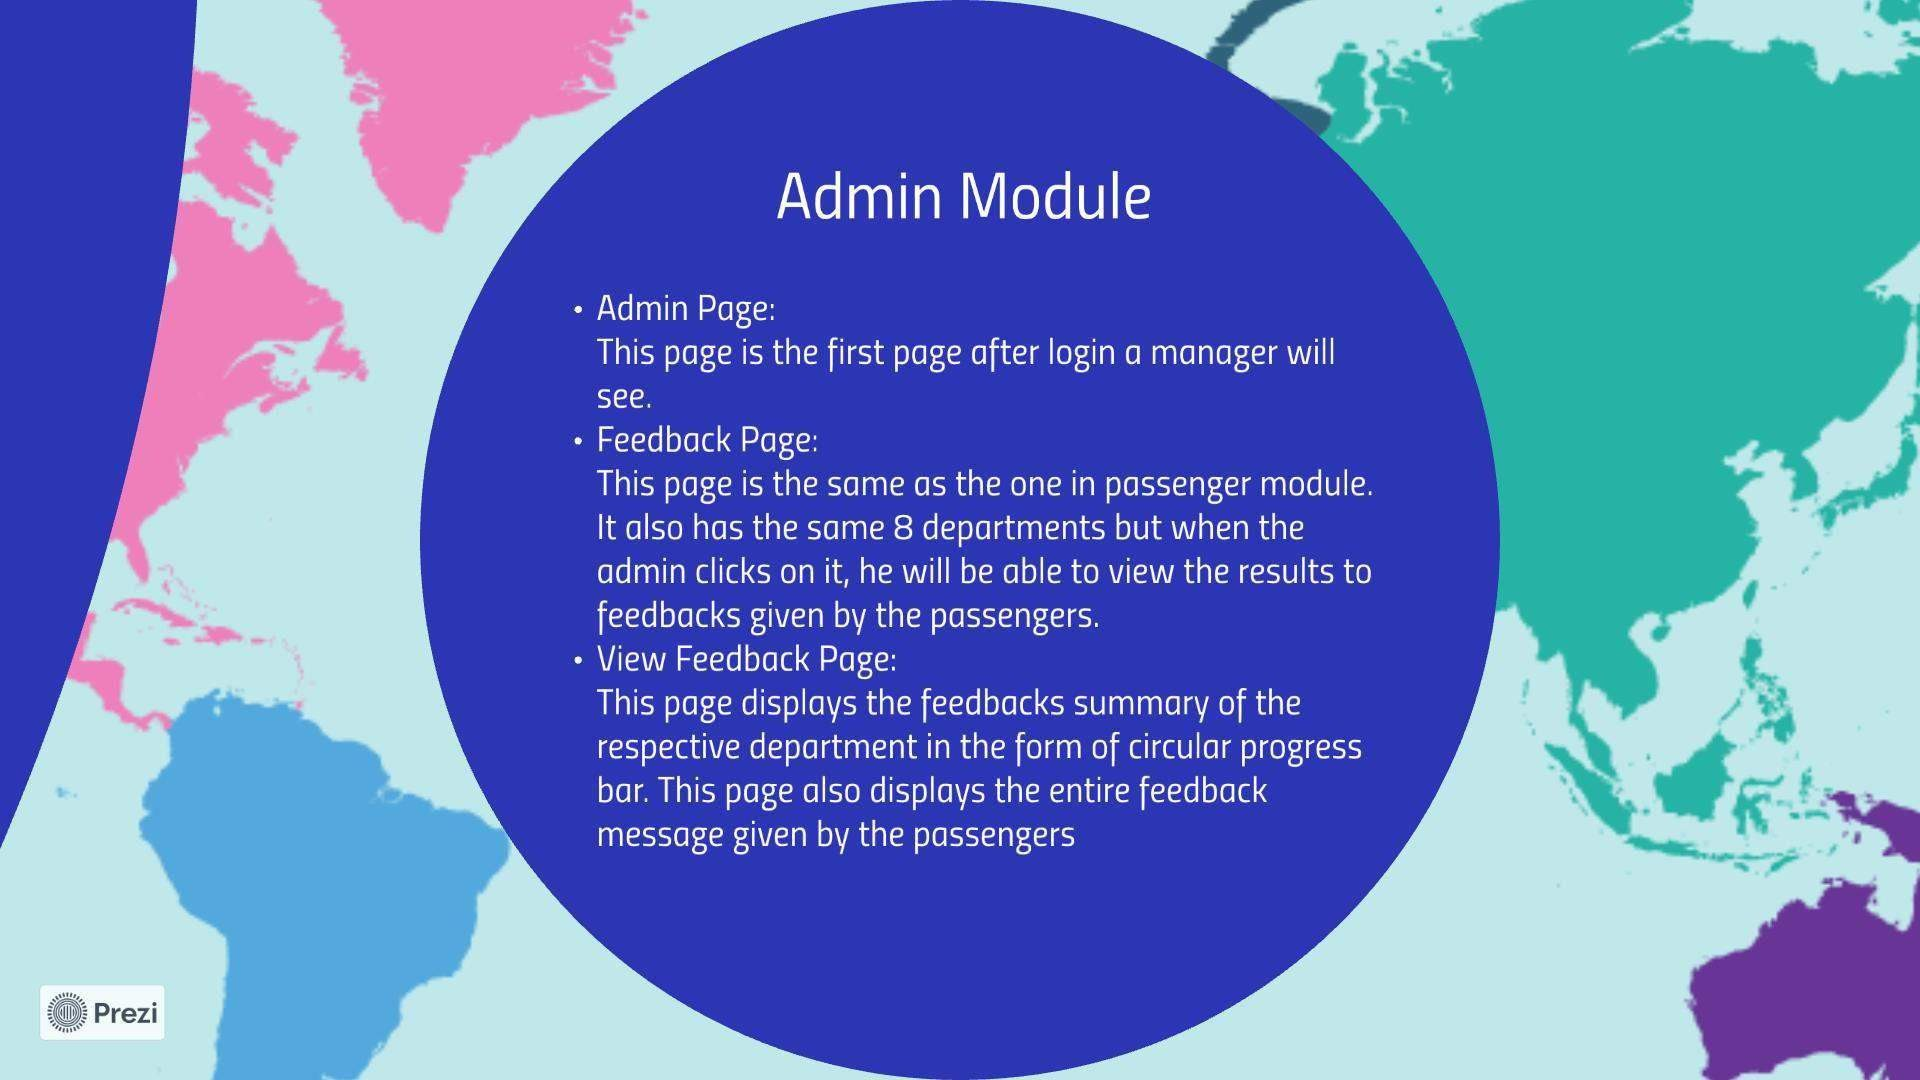 Admin Module
• Admin Page:
This page is the first page after login a manager will
see.
• Feedback Page:
This page is the same as the one in passenger module.
It also has the same 8 departments but when the
admin clicks on it, he will be able to view the results to
feedbacks given by the passengers.
• View Feedback Page:
This page displays the feedbacks summary of the
respective department in the form of circular progress
bar. This page also displays the entire feedback
message given by the passengers
Prezi